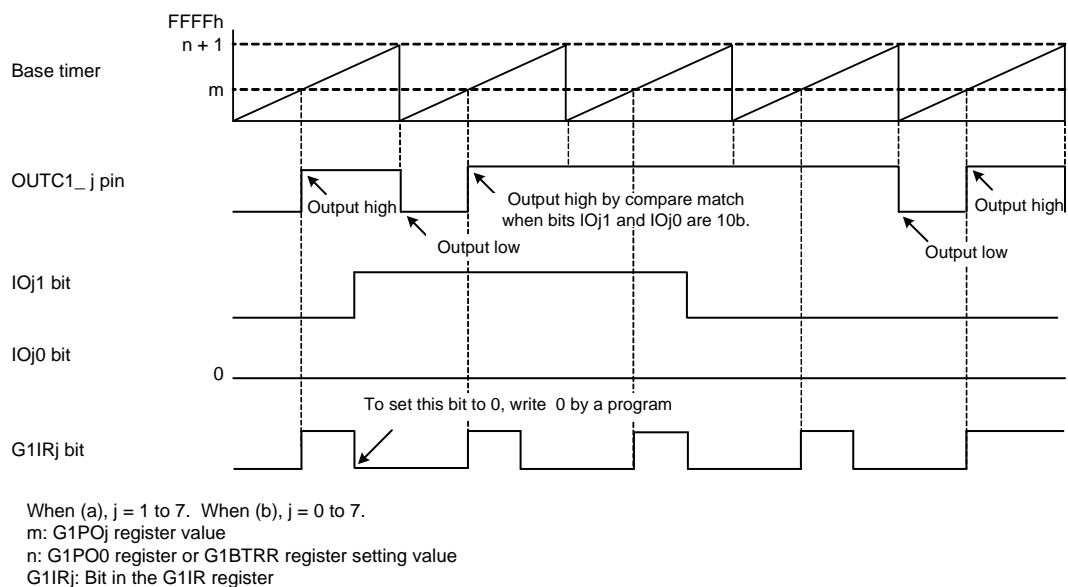 FFFFh
n + 1
Base timer
m
OUTC1_ j pin
Output high
Output high by compare match
when bits IOj1 and IOj0 are 10b.
Output high
Output low
Output low
IOj1 bit
IOj0 bit
0
To set this bit to 0, write 0 by a program
G1IRj bit
When (a), j = 1 to 7. When (b), j = 0 to 7.
m: G1POj register value
n: G1PO0 register or G1BTRR register setting value
G1IRj: Bit in the G1IR register